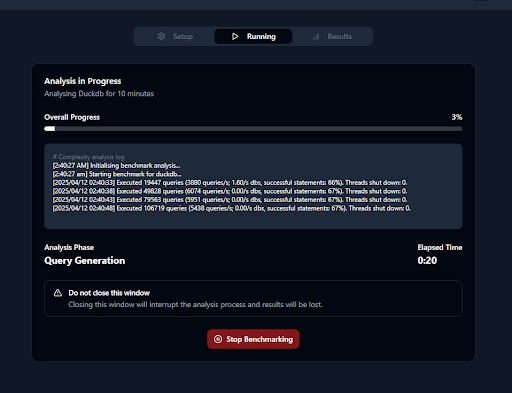 Setup
Running
Results
Analysis in Progress
Analysing Duckdb for 10 minutes
Overall Progress
3%
# Complexity analysis log
[2:40:27 AM] Initialising benchmark analysis...
[2:40:27 am] Starting benchmark for duckdb...
[2025/04/12 02:40:33] Executed 19447 queries (3880 queries/s; 1.60/s dbs, successful statements: 66%). Threads shut down: 0.
[2025/04/12 02:40:38] Executed 49828 queries (6074 queries/s; 0.00/s dbs, successful statements: 67%). Threads shut down: 0.
[2025/04/12 02:40:43] Executed 79563 queries (5951 queries/s; 0.00/s dbs, successful statements: 67%). Threads shut down: 0.
[2025/04/12 02:40:48] Executed 106719 queries (5438 queries/s; 0.00/s dbs, successful statements: 67%). Threads shut down: 0.
Analysis Phase
Elapsed Time
Query Generation
0:20
Do not close this window
Closing this window will interrupt the analysis process and results will be lost.
Stop Benchmarking